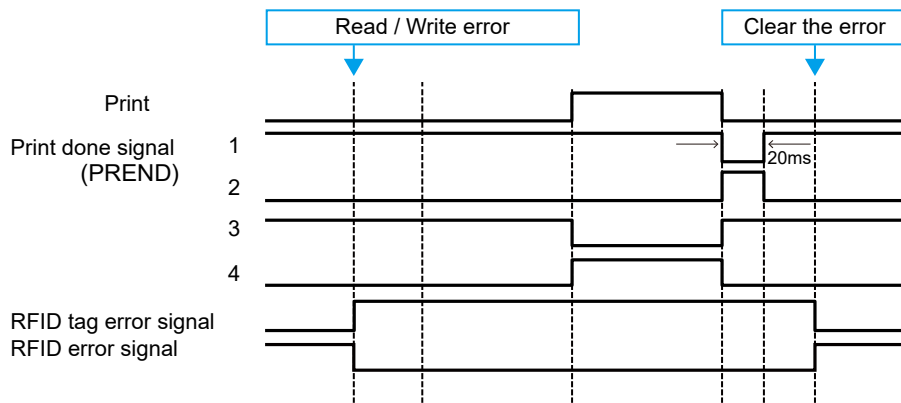 Read / Write error
Clear the error
Print
Print done signal
(PREND)
1
20ms
2
3
4
RFID tag error signal
RFID error signal